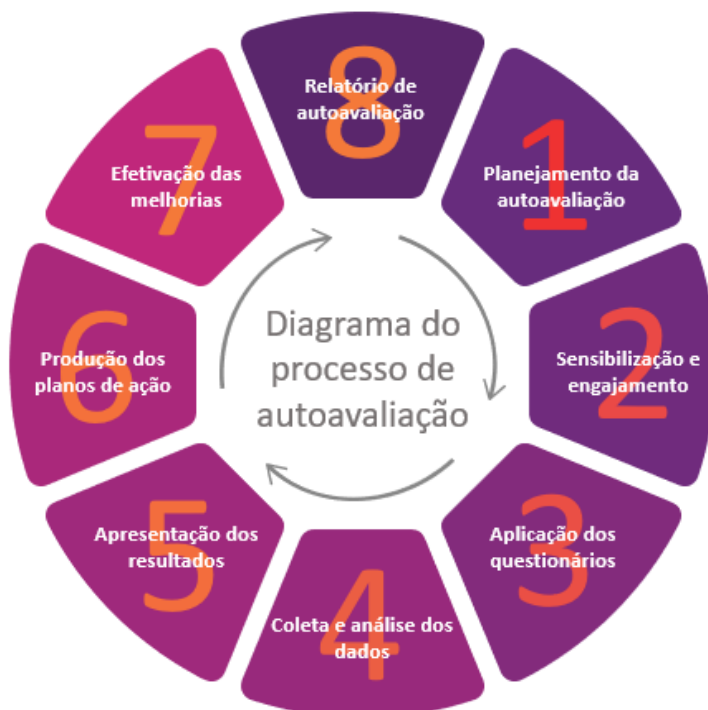 8
Relatório de
autoavaliação
1
Planejamento da
autoavaliação
2
Sensibilização e
engajamento
3
Aplicação dos
questionários
4
Coleta e análise dos
dados
5
Apresentação dos
resultados
6
Produção dos
planos de ação
7
Efetivação das
melhorias
Diagrama do
processo de
autoavaliação